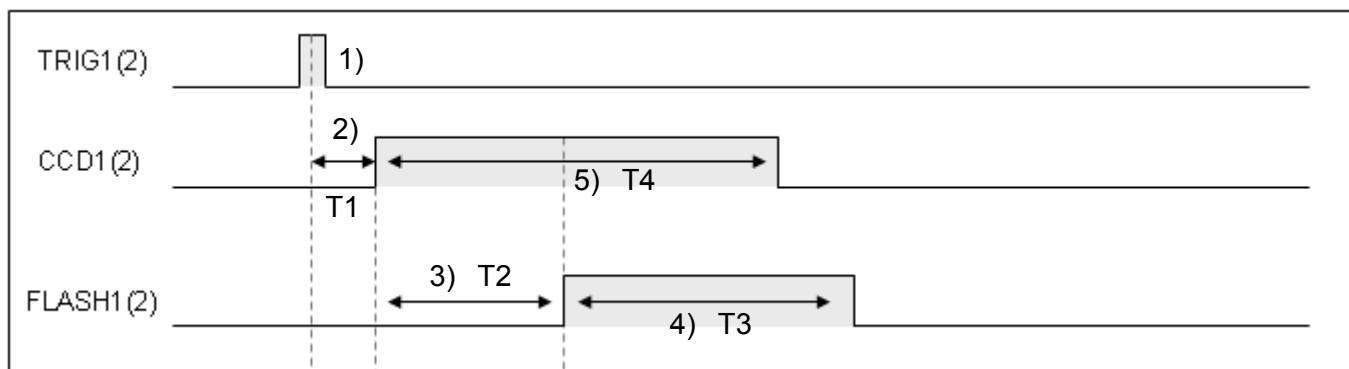 TRIG1(2)
1)
2)
CCD1(2)
5) T4
T1
3) T2
FLASH1(2)
4) T3